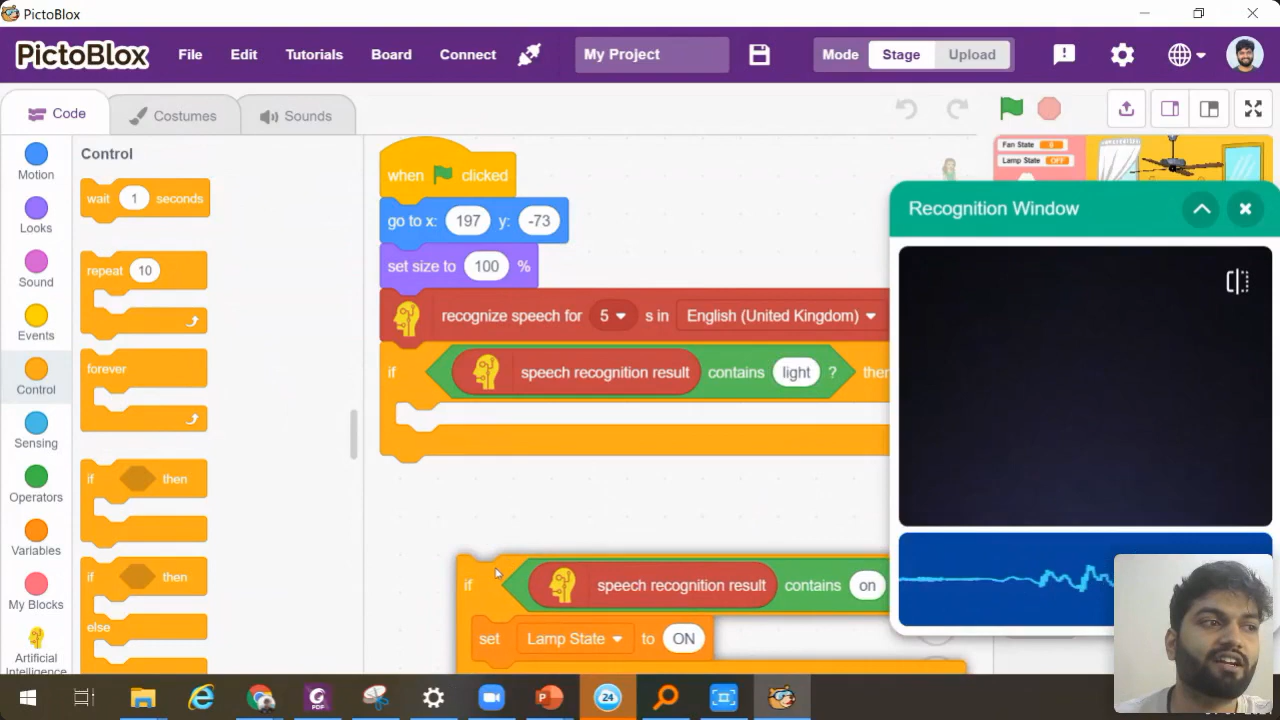 PictoBlox
PictoBlox File Edit Tutorials Board Connect My Project Mode Stage Upload
Code Costumes Sounds
Motion
Looks
Sound
Events
Control
Sensing
Operators
Variables
My Blocks
Artificial
Intelligence
Control
wait 1 seconds
repeat 10
forever
if then
if then
else
when clicked
go to x: 197 y: -73
set size to 100 %
recognize speech for 5 s in English (United Kingdom)
if speech recognition result contains light ? then
if speech recognition result contains on
set Lamp State to ON
Fan State 0
Lamp State OFF
Recognition Window
PDF
24